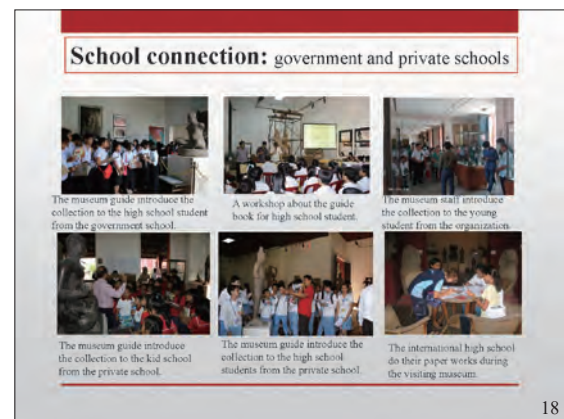 School connection: government and private schools
The museum guide introduce the
collection to the high school student
from the government school.
A workshop about the guide
book for high school student.
The museum staff introduce
the collection to the young
student from the organization.
The museum guide introduce
the collection to the kid school
from the private school.
The museum guide introduce the
collection to the high school
students from the private school.
The international high school
do their paper works during
the visiting museum.
18